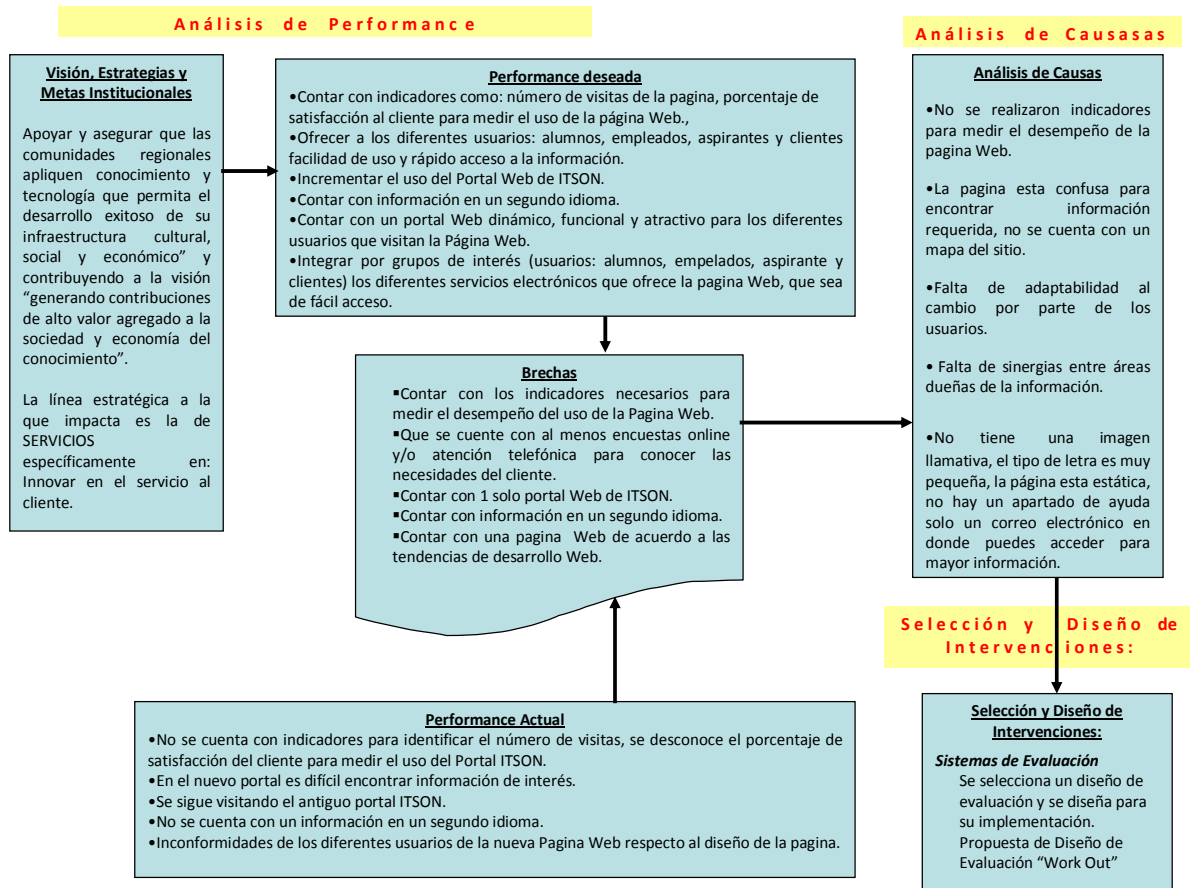 Análisis de Performance
Visión, Estrategias y
Metas Institucionales
Apoyar y asegurar que las
comunidades regionales
apliquen conocimiento y
tecnología que permita el
desarrollo exitoso de su
infraestructura cultural,
social y económico” y
contribuyendo a la visión
“generando contribuciones
de alto valor agregado a la
sociedad y economía del
conocimiento”.
La línea estratégica a la
que impacta es la de
SERVICIOS
específicamente en:
Innovar en el servicio al
cliente.
Performance deseada
•Contar con indicadores como: número de visitas de la pagina, porcentaje de
satisfacción al cliente para medir el uso de la página Web.,
•Ofrecer a los diferentes usuarios: alumnos, empleados, aspirantes y clientes
facilidad de uso y rápido acceso a la información.
•Incrementar el uso del Portal Web de ITSON.
•Contar con información en un segundo idioma.
•Contar con un portal Web dinámico, funcional y atractivo para los diferentes
usuarios que visitan la Página Web.
•Integrar por grupos de interés (usuarios: alumnos, empelados, aspirante y
clientes) los diferentes servicios electrónicos que ofrece la pagina Web, que sea
de fácil acceso.
Brechas
▪Contar con los indicadores necesarios para
medir el desempeño del uso de la Pagina Web.
▪Que se cuente con al menos encuestas online
y/o atención telefónica para conocer las
necesidades del cliente.
▪Contar con 1 solo portal Web de ITSON.
▪Contar con información en un segundo idioma.
▪Contar con una pagina Web de acuerdo a las
tendencias de desarrollo Web.
Performance Actual
•No se cuenta con indicadores para identificar el número de visitas, se desconoce el porcentaje de
satisfacción del cliente para medir el uso del Portal ITSON.
•En el nuevo portal es difícil encontrar información de interés.
•Se sigue visitando el antiguo portal ITSON.
•No se cuenta con un información en un segundo idioma.
•Inconformidades de los diferentes usuarios de la nueva Pagina Web respecto al diseño de la pagina.
Análisis de Causasas
Análisis de Causas
•No se realizaron indicadores
para medir el desempeño de la
pagina Web.
•La pagina esta confusa para
encontrar información
requerida, no se cuenta con un
mapa del sitio.
•Falta de adaptabilidad al
cambio por parte de los
usuarios.
• Falta de sinergias entre áreas
dueñas de la información.
•No tiene una imagen
llamativa, el tipo de letra es muy
pequeña, la página esta estática,
no hay un apartado de ayuda
solo un correo electrónico en
donde puedes acceder para
mayor información.
Selección y Diseño de
Intervenciones:
Selección y Diseño de
Intervenciones:
Sistemas de Evaluación
Se selecciona un diseño de
evaluación y se diseña para
su implementación.
Propuesta de Diseño de
Evaluación “Work Out”